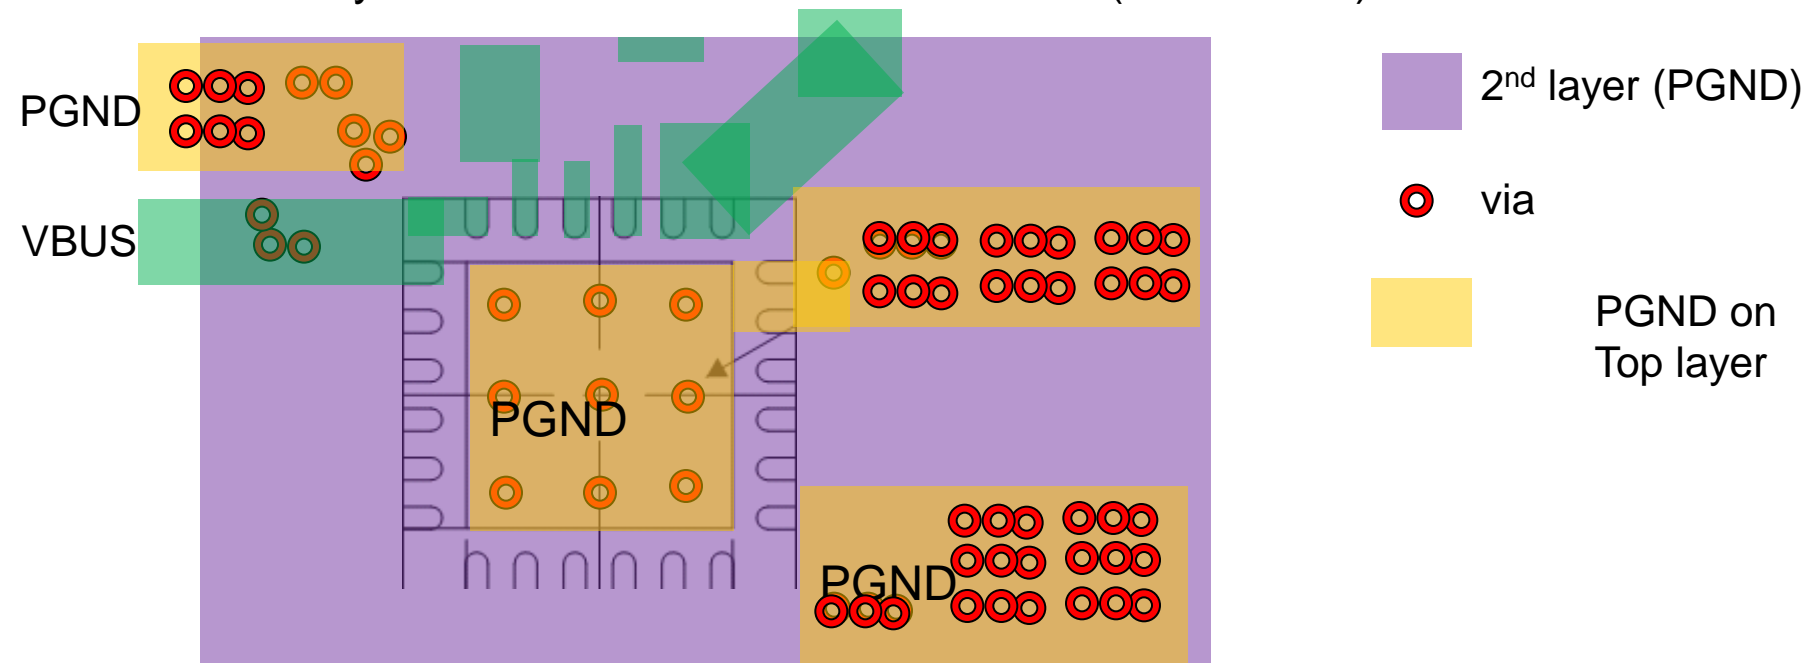 PGND
2nd layer (PGND)
via
VBUS
PGND on
Top layer
PGND
PGND